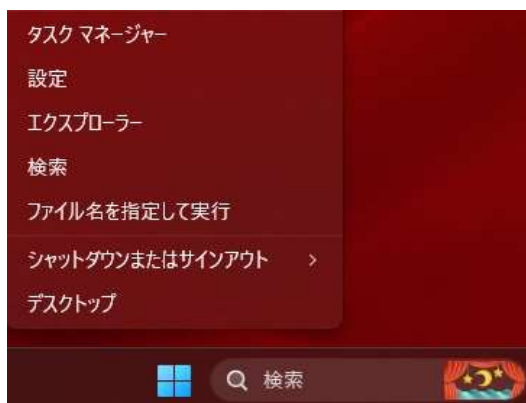 タスク マネージャー
設定
エクスプローラー
検索
ファイル名を指定して実行
シャットダウンまたはサインアウト
デスクトップ
検索